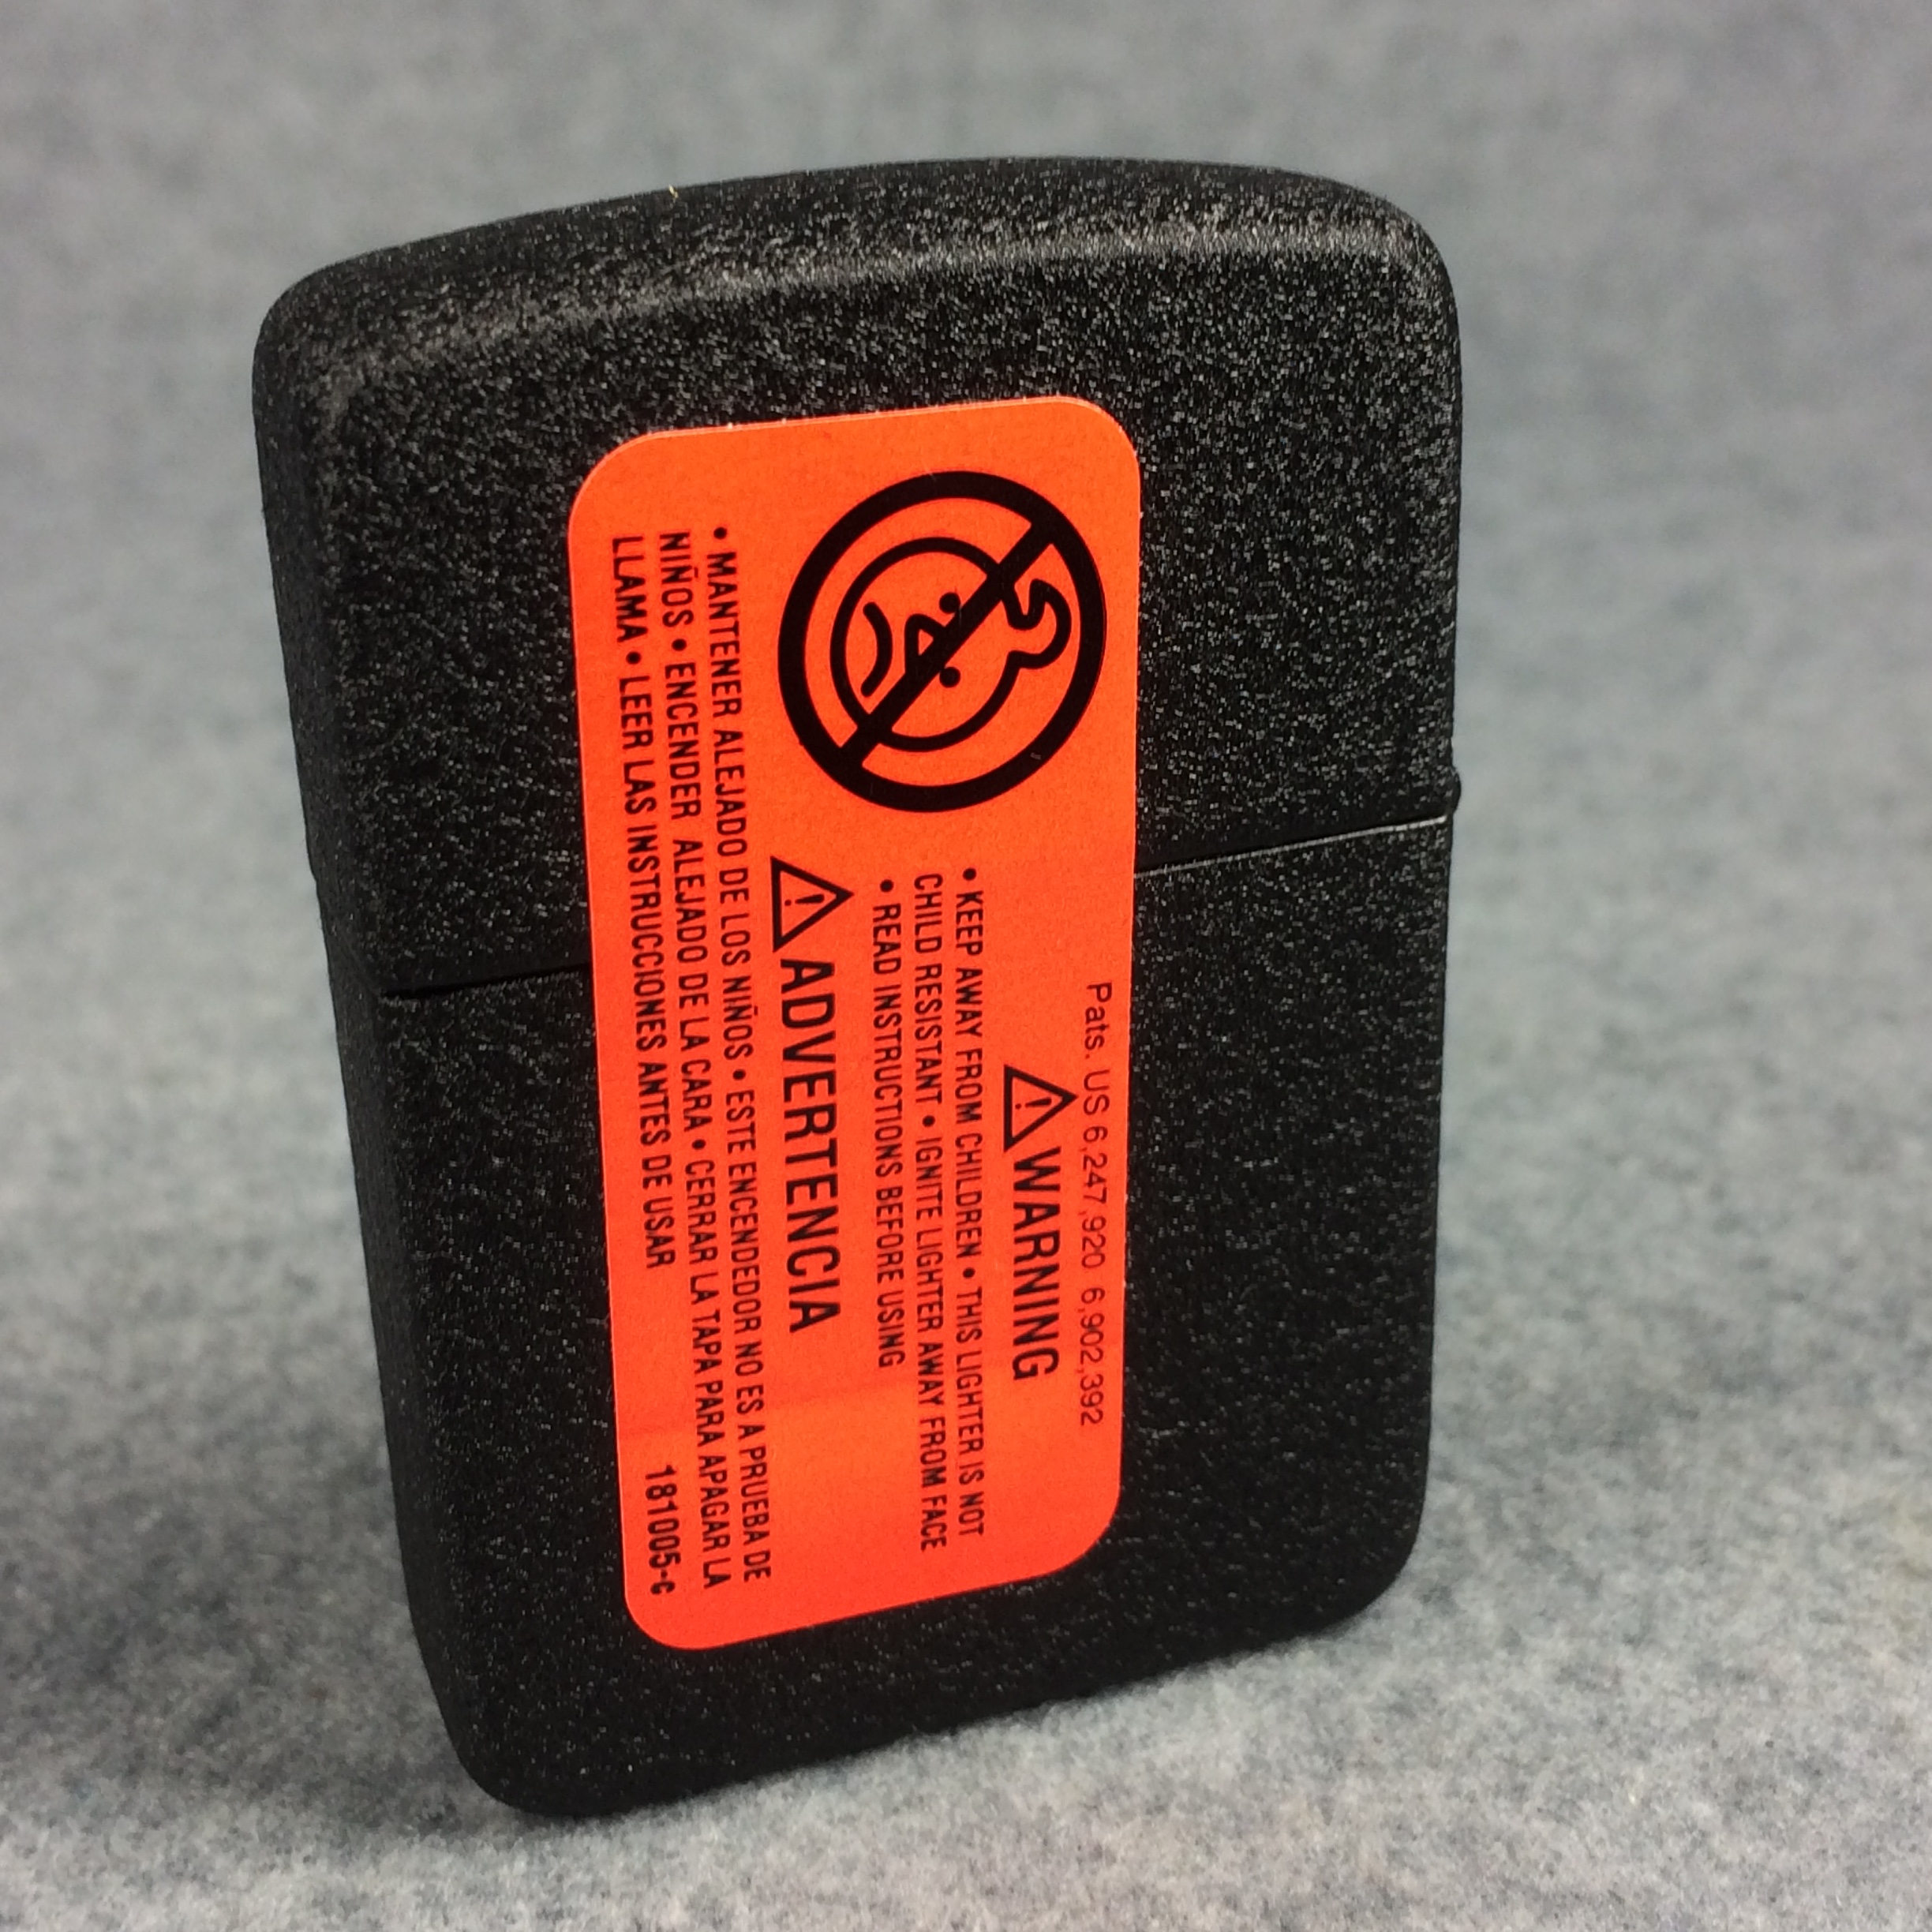 Pats. US 6,247,920 6,902,392
⚠ WARNING
• KEEP AWAY FROM CHILDREN • THIS LIGHTER IS NOT
CHILD RESISTANT • IGNITE LIGHTER AWAY FROM FACE
• READ INSTRUCTIONS BEFORE USING
⚠ ADVERTENCIA
• MANTENER ALEJADO DE LOS NIÑOS • ESTE ENCENDEDOR NO ES A PRUEBA DE
NIÑOS • ENCENDER ALEJADO DE LA CARA • CERRAR LA TAPA PARA APAGAR LA
LLAMA • LEER LAS INSTRUCCIONES ANTES DE USAR 181005-C